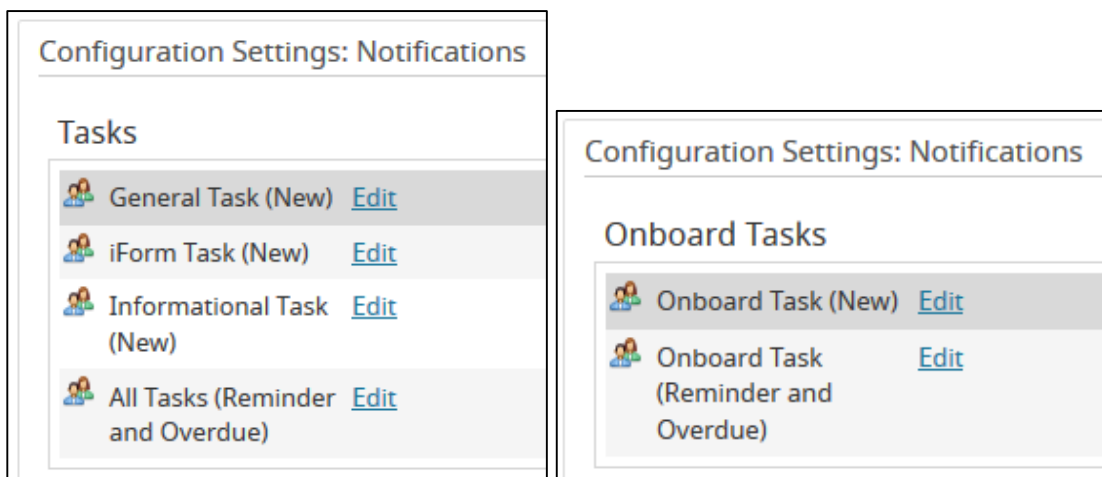 Configuration Settings: Notifications
Tasks
General Task (New) Edit
iForm Task (New) Edit
Informational Task Edit
(New)
All Tasks (Reminder Edit
and Overdue)
Configuration Settings: Notifications
Onboard Tasks
Onboard Task (New) Edit
Onboard Task Edit
(Reminder and
Overdue)